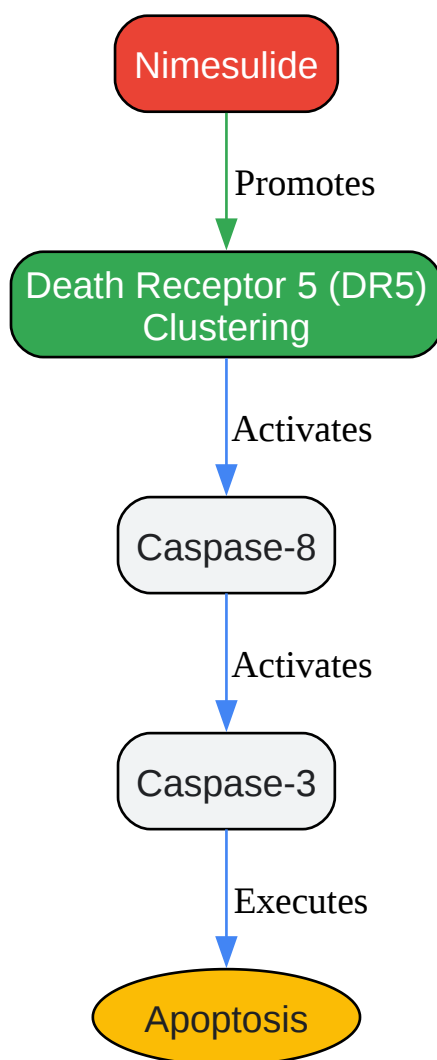 Nimesulide
Promotes
Death Receptor 5 (DR5)
Clustering
Activates
Caspase-8
Activates
Caspase-3
Executes
Apoptosis